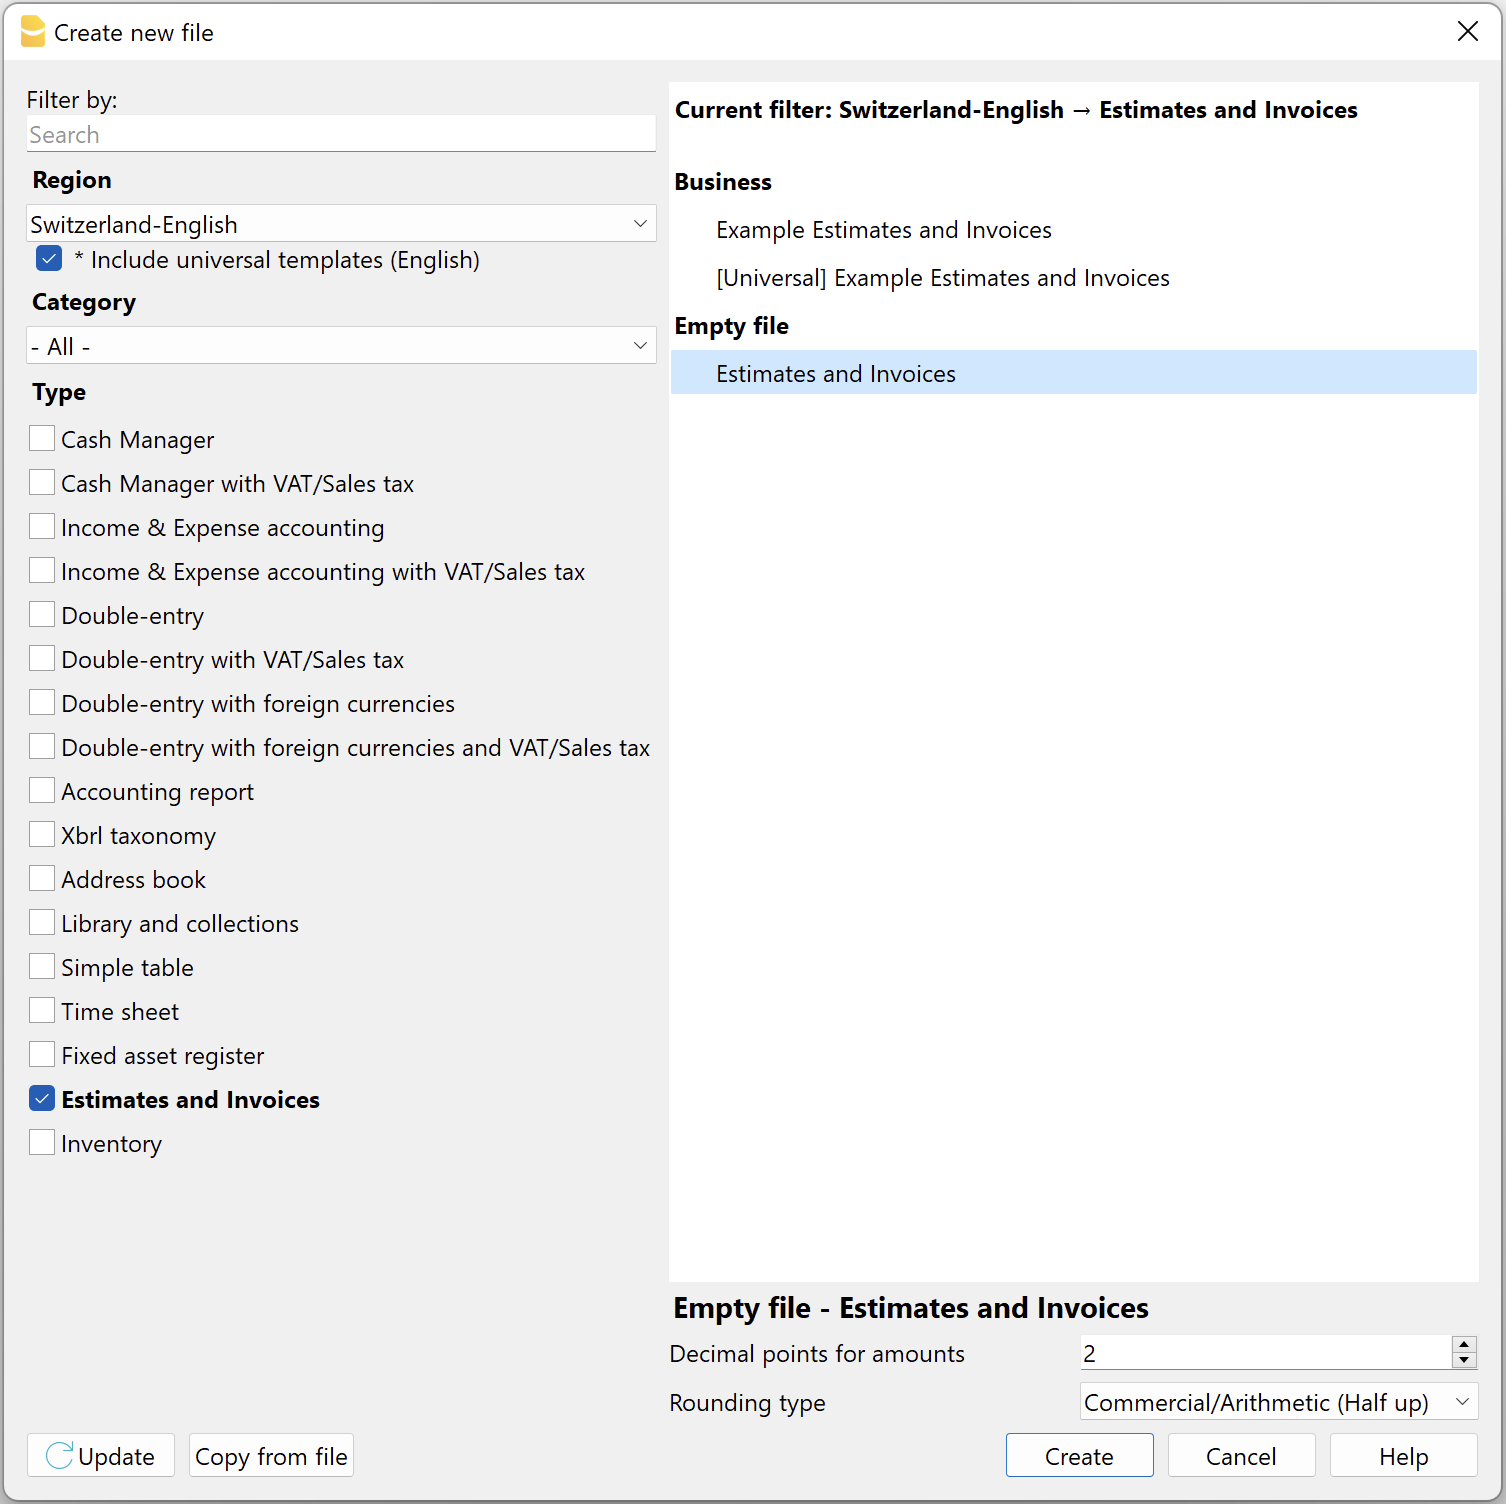 Create new file
Filter by:
Search
Region
Switzerland-English
* Include universal templates (English)
Category
- All -
Type
Cash Manager
Cash Manager with VAT/Sales tax
Income & Expense accounting
Income & Expense accounting with VAT/Sales tax
Double-entry
Double-entry with VAT/Sales tax
Double-entry with foreign currencies
Double-entry with foreign currencies and VAT/Sales tax
Accounting report
Xbrl taxonomy
Address book
Library and collections
Simple table
Time sheet
Fixed asset register
Estimates and Invoices
Inventory
Current filter: Switzerland-English → Estimates and Invoices
Business
Example Estimates and Invoices
[Universal] Example Estimates and Invoices
Empty file
Estimates and Invoices
Empty file - Estimates and Invoices
Decimal points for amounts 2
Rounding type Commercial/Arithmetic (Half up)
Update Copy from file Create Cancel Help